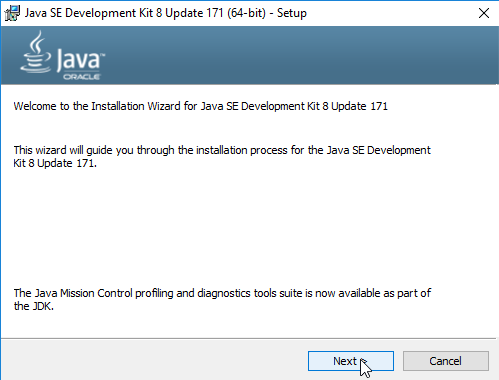 Java SE Development Kit 8 Update 171 (64-bit) - Setup
Java™
ORACLE
Welcome to the Installation Wizard for Java SE Development Kit 8 Update 171
This wizard will guide you through the installation process for the Java SE Development
Kit 8 Update 171.
The Java Mission Control profiling and diagnostics tools suite is now available as part of
the JDK.
Next >
Cancel